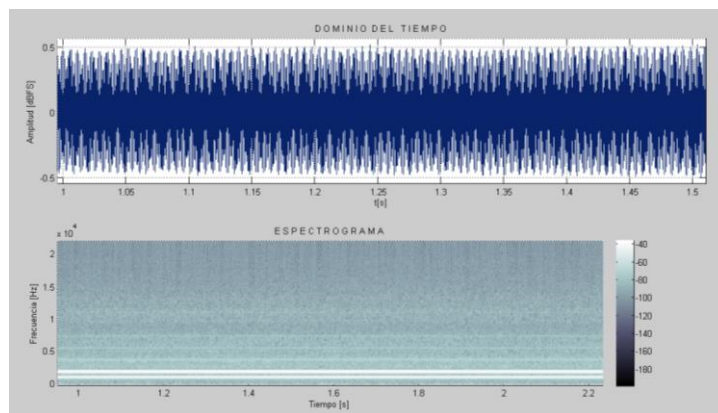 DOMINIO DEL TIEMPO
Amplitud [dBFS]
0.5
0
-0.5
1 1.05 1.1 1.15 1.2 1.25 1.3 1.35 1.4 1.45 1.5
t[s]
ESPECTROGRAMA
x 10^4
Frecuencia [Hz]
2
1.5
1
0.5
0
1 1.2 1.4 1.6 1.8 2 2.2
Tiempo [s]
-40
-60
-80
-100
-120
-140
-160
-180